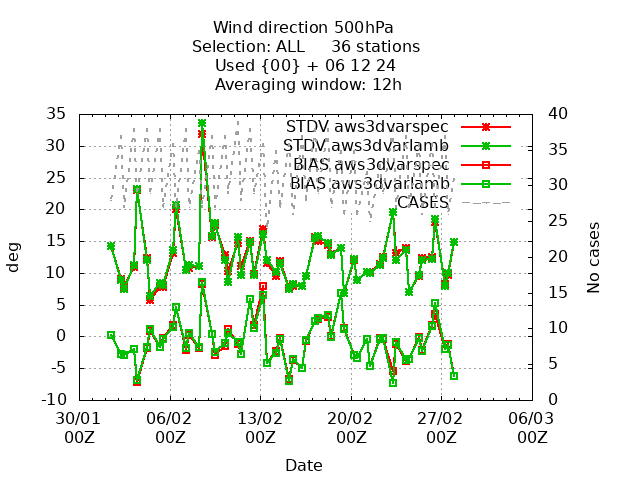 Wind direction 500hPa
Selection: ALL 36 stations
Used {00} + 06 12 24
Averaging window: 12h
35 30 25 20 15 10 5 0 -5 -10
deg
STDV aws3dvarspec
STDV aws3dvarlamb
BIAS aws3dvarspec
BIAS aws3dvarlamb
CASES
40 35 30 25 20 15 10 5 0
No cases
30/01 06/02 13/02 20/02 27/02 06/03
00Z 00Z 00Z 00Z 00Z 00Z
Date